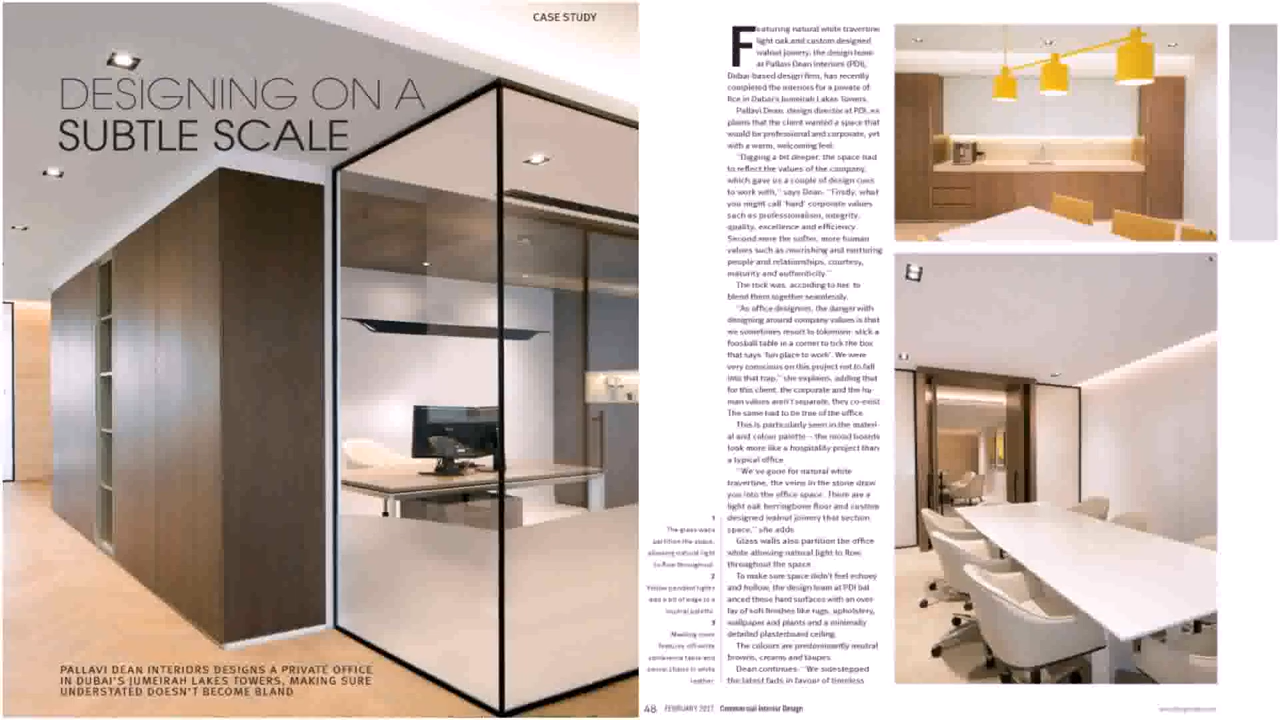 CASE STUDY
DESIGNING ON A
SUBTLE SCALE
PALLAVI DEAN INTERIORS DESIGNS A PRIVATE OFFICE
IN DUBAI'S JUMEIRAH LAKES TOWERS, MAKING SURE
UNDERSTATED DOESN'T BECOME BLAND
Featuring natural white travertine
light oak and custom designed
walnut joinery, the design team
at Pallavi Dean Interiors (PDI),
Dubai-based design firm, has recently
completed the interiors for a private of-
fice in Dubai's Jumeirah Lakes Towers.
Pallavi Dean, design director at PDI, ex-
plains that the client wanted a space that
would be professional and corporate, yet
with a warm, welcoming feel.
"Digging a bit deeper, the space had
to reflect the values of the company,
which gave us a couple of design cues
to work with," says Dean. "Firstly, what
you might call 'hard' corporate values
such as professionalism, integrity,
quality, excellence and efficiency.
Second were the softer, more human
values such as nourishing and nurturing
people and relationships, courtesy,
maturity and authenticity."
The trick was, according to her, to
blend them together seamlessly.
"As office designers, the danger with
designing around company values is that
we sometimes resort to tokenism: stick a
foosball table in a corner to tick the box
that says 'fun place to work'. We were
very conscious on this project not to fall
into that trap," she explains, adding that
for this client, the corporate and the hu-
man values aren't separate, they co-exist.
The same had to be true of the office.
This is particularly seen in the materi-
al and colour palette – the mood boards
look more like a hospitality project than
a typical office.
"We've gone for natural white
travertine, the veins in the stone draw
you into the office space. There are a
light oak herringbone floor and custom
designed walnut joinery that section
space," she adds.
Glass walls also partition the office
while allowing natural light to flow
throughout the space.
To make sure space didn't feel echoey
and hollow, the design team at PDI bal-
anced these hard surfaces with an over-
lay of soft finishes like rugs, upholstery,
wallpaper and plants and a minimally
detailed plasterboard ceiling.
The colours are predominantly neutral
browns, creams and taupes.
Dean continues: "We sidestepped
the latest fads in favour of timeless
1
The glass walls
partition the space,
allowing natural light
to flow throughout.
2
Yellow pendant lights
add a bit of edge to a
neutral palette.
3
Meeting room
features off-white
conference table and
swivel chairs in white
leather.
48 FEBRUARY 2017 Commercial Interior Design